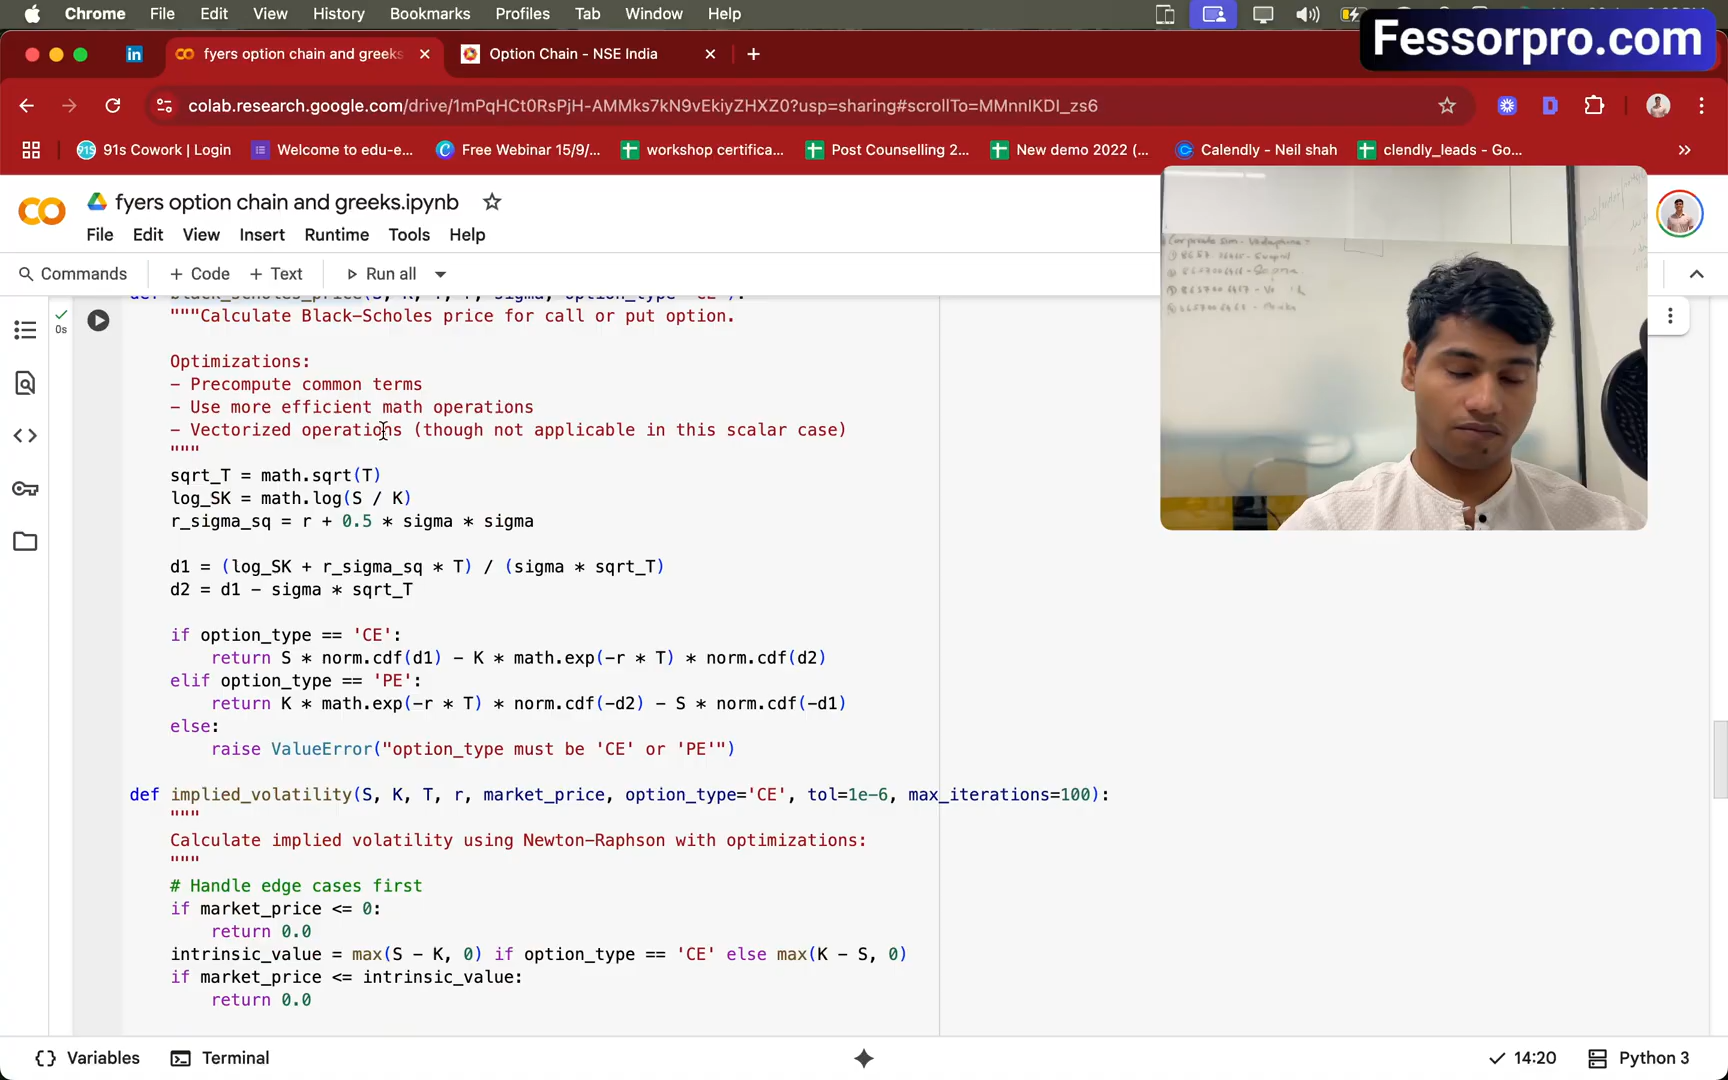 Chrome File Edit View History Bookmarks Profiles Tab Window Help
Fessorpro.com
fyers option chain and greeks
Option Chain - NSE India
colab.research.google.com/drive/1mPqHCt0RsPjH-AMMks7kN9vEkiyZHXZ0?usp=sharing#scrollTo=MMnnIKDI_zs6
91s Cowork | Login
Welcome to edu-e...
Free Webinar 15/9/...
workshop certifica...
Post Counselling 2...
New demo 2022 (...
Calendly - Neil shah
clendly_leads - Go...
fyers option chain and greeks.ipynb
File Edit View Insert Runtime Tools Help
Commands + Code + Text Run all
0s
def black_scholes_price(S, K, T, r, sigma, option_type='CE'):
"""Calculate Black-Scholes price for call or put option.
Optimizations:
- Precompute common terms
- Use more efficient math operations
- Vectorized operations (though not applicable in this scalar case)
"""
sqrt_T = math.sqrt(T)
log_SK = math.log(S / K)
r_sigma_sq = r + 0.5 * sigma * sigma
d1 = (log_SK + r_sigma_sq * T) / (sigma * sqrt_T)
d2 = d1 - sigma * sqrt_T
if option_type == 'CE':
return S * norm.cdf(d1) - K * math.exp(-r * T) * norm.cdf(d2)
elif option_type == 'PE':
return K * math.exp(-r * T) * norm.cdf(-d2) - S * norm.cdf(-d1)
else:
raise ValueError("option_type must be 'CE' or 'PE'")
def implied_volatility(S, K, T, r, market_price, option_type='CE', tol=1e-6, max_iterations=100):
"""
Calculate implied volatility using Newton-Raphson with optimizations:
"""
# Handle edge cases first
if market_price <= 0:
return 0.0
intrinsic_value = max(S - K, 0) if option_type == 'CE' else max(K - S, 0)
if market_price <= intrinsic_value:
return 0.0
Variables Terminal
14:20 Python 3